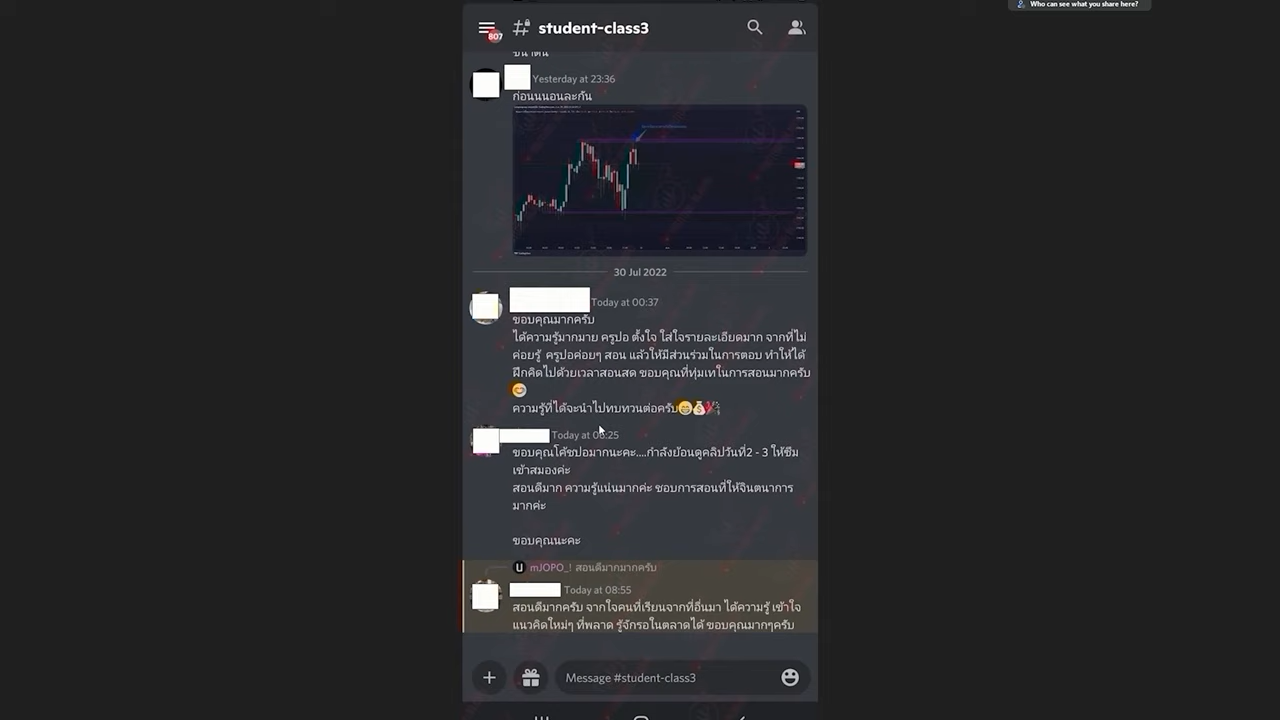 Who can see what you share here?
807
student-class3
Yesterday at 23:36
ก่อนนนอนละกัน
30 Jul 2022
Today at 00:37
ขอบคุณมากครับ
ได้ความรู้มากมาย ครูปอ ตั้งใจ ใส่ใจรายละเอียดมาก จากที่ไม่
ค่อยรู้ ครูปอค่อยๆ สอน แล้วให้มีส่วนร่วมในการตอบ ทำให้ได้
ฝึกคิดไปด้วยเวลาสอนสด ขอบคุณที่ทุ่มเทในการสอนมากครับ
ความรู้ที่ได้จะนำไปทบทวนต่อครับ
Today at 08:25
ขอบคุณโค้ชปอมากนะคะ....กำลังย้อนดูคลิปวันที่2 - 3 ให้ซึม
เข้าสมองค่ะ
สอนดีมาก ความรู้แน่นมากค่ะ ชอบการสอนที่ให้จินตนาการ
มากค่ะ
ขอบคุณนะคะ
mJOPO_! สอนดีมากมากครับ
Today at 08:55
สอนดีมากครับ จากใจคนที่เรียนจากที่อื่นมา ได้ความรู้ เข้าใจ
แนวคิดใหม่ๆ ที่พลาด รู้จักรอในตลาดได้ ขอบคุณมากๆครับ
Message #student-class3